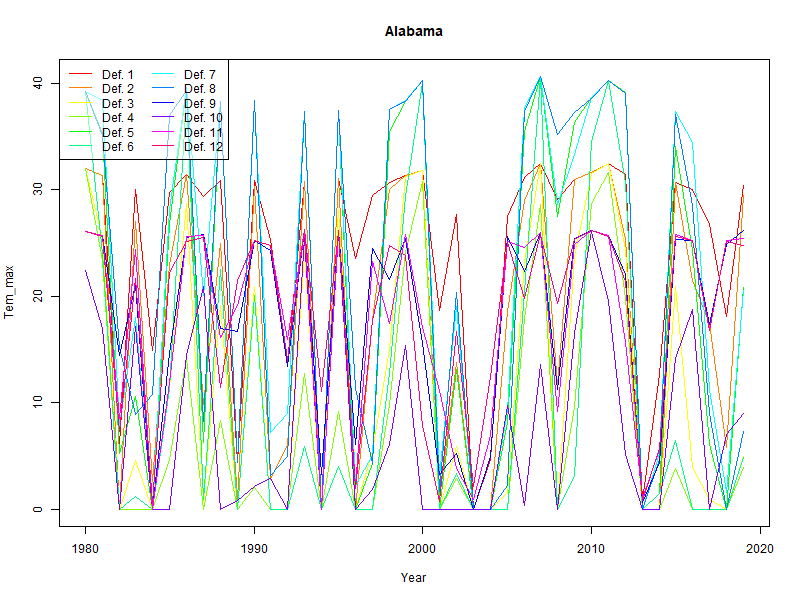 Alabama
Def. 1 Def. 7
Def. 2 Def. 8
Def. 3 Def. 9
Def. 4 Def. 10
Def. 5 Def. 11
Def. 6 Def. 12
40
30
20
10
0
Tem_max
1980 1990 2000 2010 2020
Year